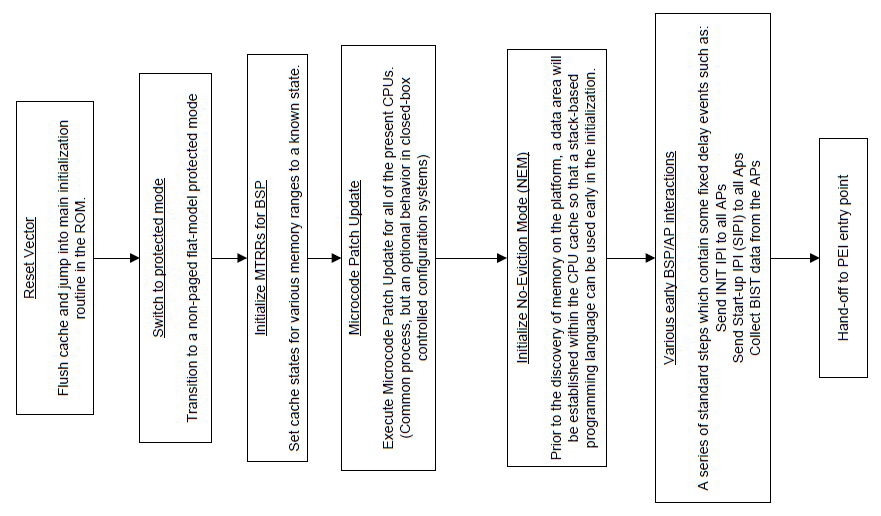 Reset Vector
Flush cache and jump into main initialization
routine in the ROM.
Switch to protected mode
Transition to a non-paged flat-model protected mode
Initialize MTRRs for BSP
Set cache states for various memory ranges to a known state.
Microcode Patch Update
Execute Microcode Patch Update for all of the present CPUs.
(Common process, but an optional behavior in closed-box
controlled configuration systems)
Initialize No-Eviction Mode (NEM)
Prior to the discovery of memory on the platform, a data area will
be established within the CPU cache so that a stack-based
programming language can be used early in the initialization.
Various early BSP/AP interactions
A series of standard steps which contain some fixed delay events such as:
Send INIT IPI to all APs
Send Start-up IPI (SIPI) to all Aps
Collect BIST data from the APs
Hand-off to PEI entry point